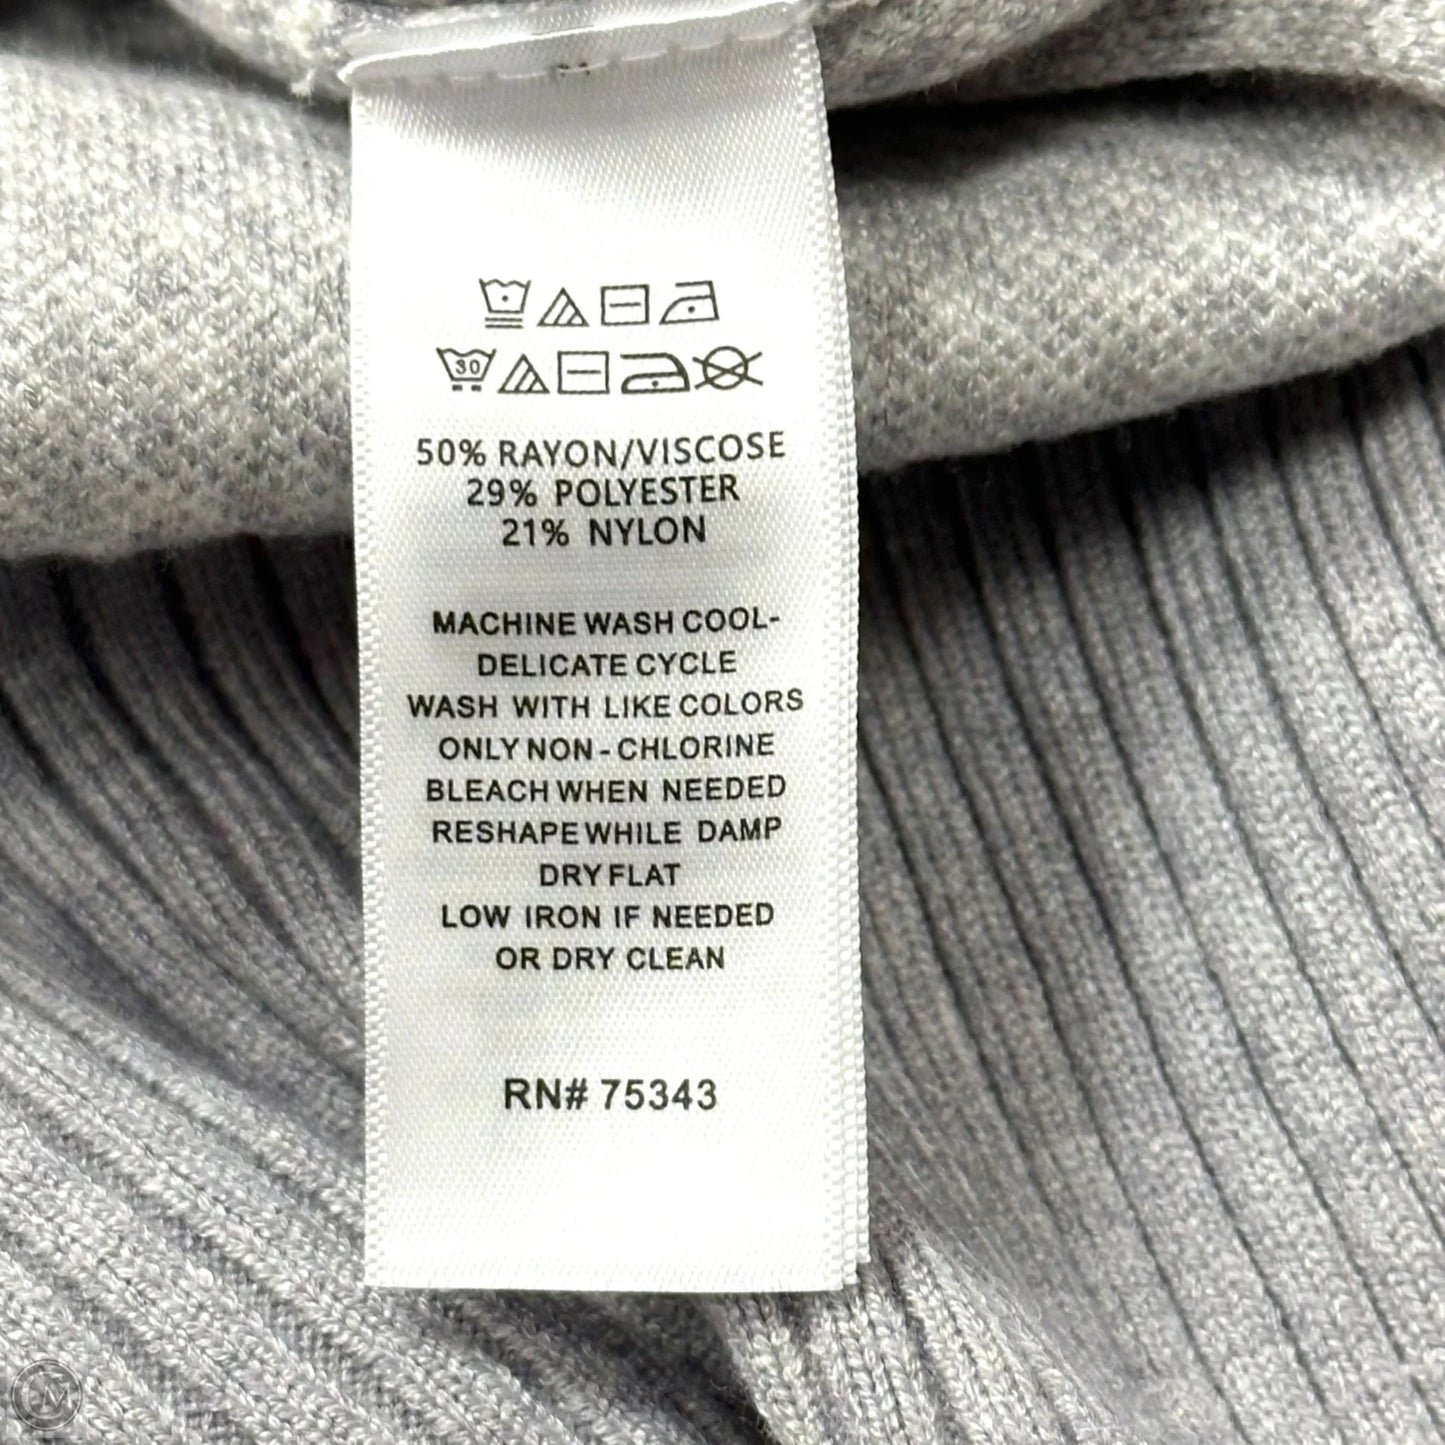 30
50% RAYON/VISCOSE
29% POLYESTER
21% NYLON
MACHINE WASH COOL-
DELICATE CYCLE
WASH WITH LIKE COLORS
ONLY NON-CHLORINE
BLEACH WHEN NEEDED
RESHAPE WHILE DAMP
DRY FLAT
LOW IRON IF NEEDED
OR DRY CLEAN
RN# 75343
M